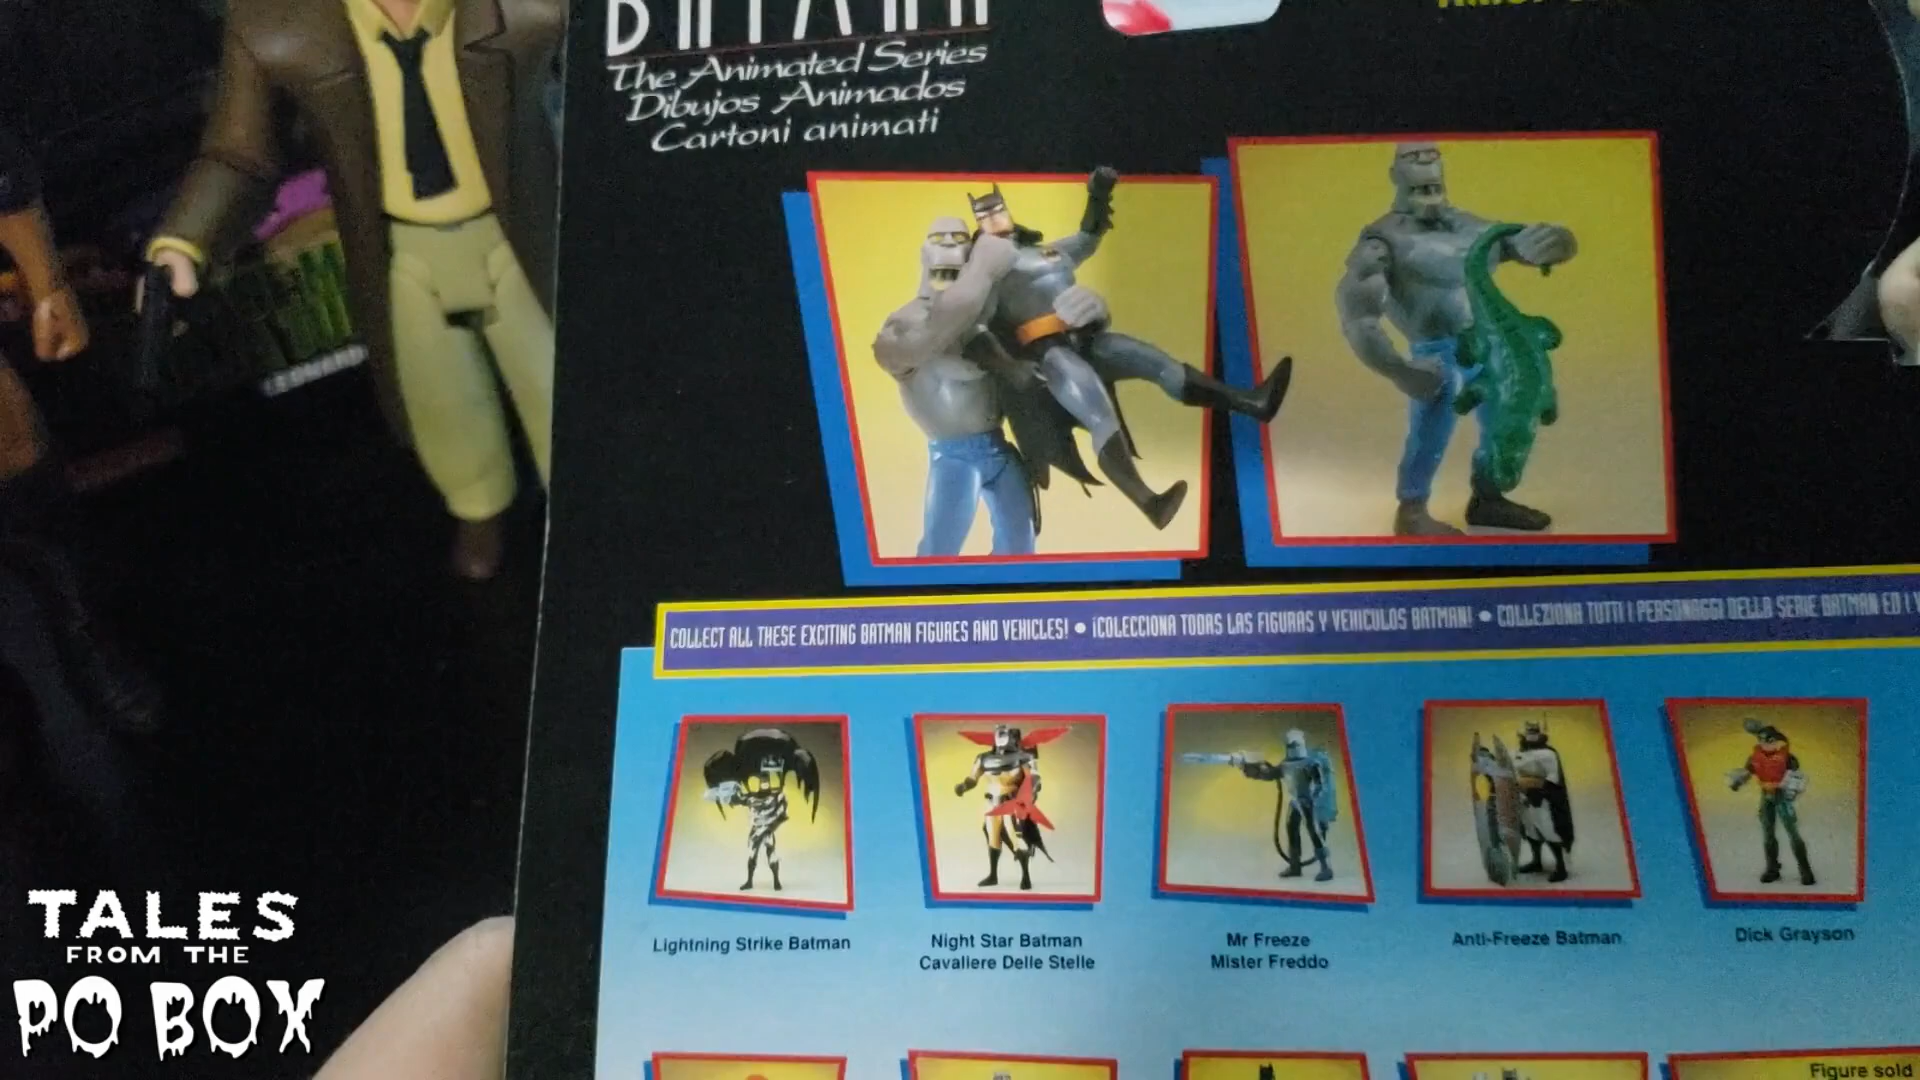 BATMAN
The Animated Series
Dibujos Animados
Cartoni animati
LEONARD
COLLECT ALL THESE EXCITING BATMAN FIGURES AND VEHICLES! • ¡COLECCIONA TODAS LAS FIGURAS Y VEHICULOS BATMAN! • COLLEZIONA TUTTI I PERSONAGGI DELLA SERIE BATMAN ED I
Lightning Strike Batman
Night Star Batman
Cavaliere Delle Stelle
Mr Freeze
Mister Freddo
Anti-Freeze Batman
Dick Grayson
Figure sold
TALES
FROM THE
PO BOX